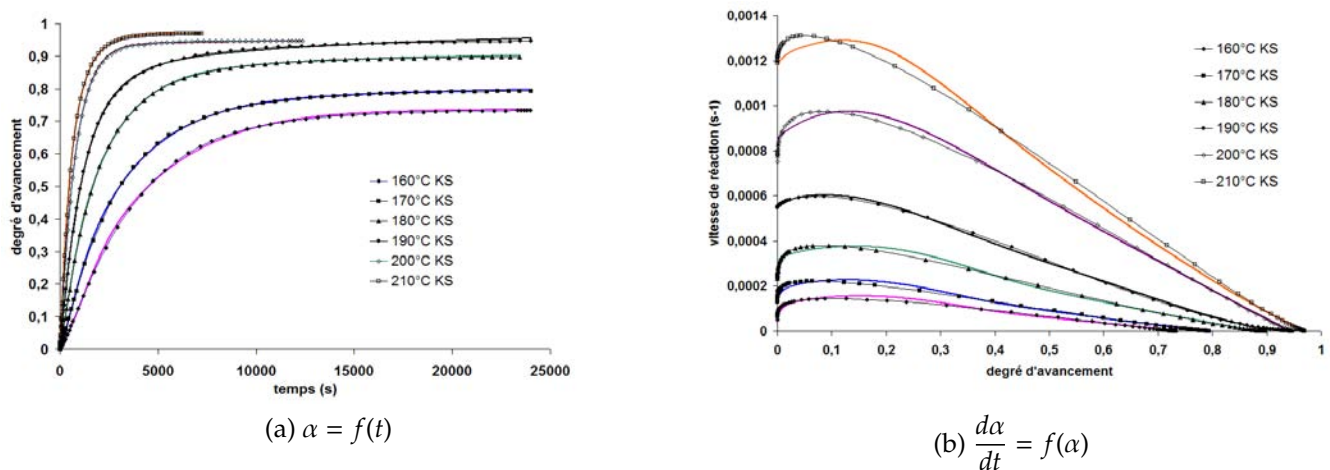 1
0,9
0,8
0,7
0,6
0,5
0,4
0,3
0,2
0,1
0
degré d'avancement
0 5000 10000 15000 20000 25000
temps (s)
160°C KS
170°C KS
180°C KS
190°C KS
200°C KS
210°C KS
(a) α = f(t)
0,0014
0,0012
0,001
0,0008
0,0006
0,0004
0,0002
0
vitesse de réaction (s-1)
0 0,1 0,2 0,3 0,4 0,5 0,6 0,7 0,8 0,9 1
degré d'avancement
160°C KS
170°C KS
180°C KS
190°C KS
200°C KS
210°C KS
(b) dα/dt = f(α)